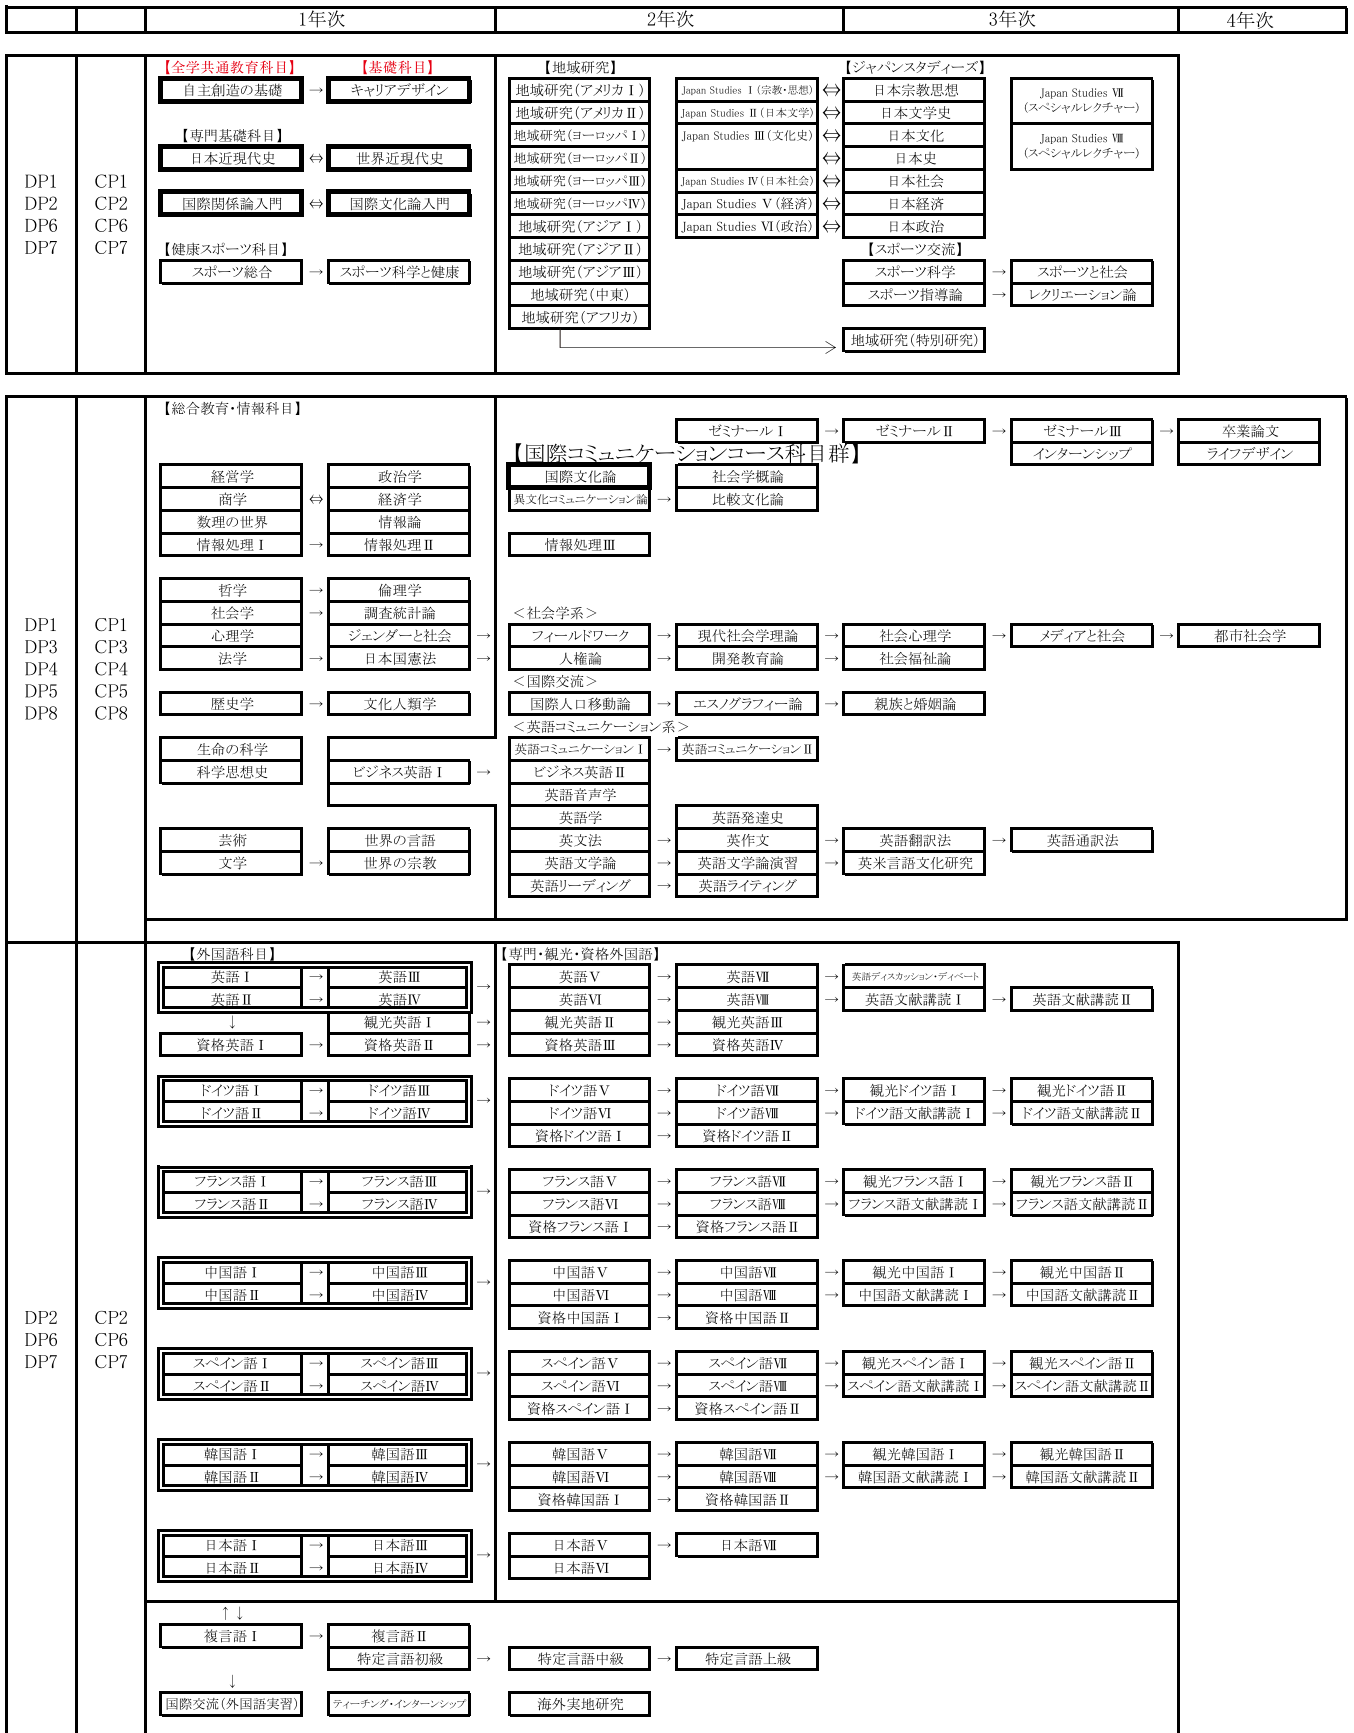 1年次 2年次 3年次 4年次
【全学共通教育科目】 【基礎科目】 【地域研究】 【ジャパンスタディーズ】
自主創造の基礎 → キャリアデザイン 地域研究(アメリカⅠ) Japan Studies Ⅰ(宗教・思想) ⇔ 日本宗教思想 Japan Studies Ⅶ
(スペシャルレクチャー)
地域研究(アメリカⅡ) Japan Studies Ⅱ(日本文学) ⇔ 日本文学史
【専門基礎科目】 地域研究(ヨーロッパⅠ) Japan Studies Ⅲ(文化史) ⇔ 日本文化 Japan Studies Ⅷ
(スペシャルレクチャー)
日本近現代史 ⇔ 世界近現代史 地域研究(ヨーロッパⅡ) ⇔ 日本史
DP1 CP1 地域研究(ヨーロッパⅢ) Japan Studies Ⅳ(日本社会) ⇔ 日本社会
DP2 CP2 国際関係論入門 ⇔ 国際文化論入門 地域研究(ヨーロッパⅣ) Japan Studies Ⅴ(経済) ⇔ 日本経済
DP6 CP6 地域研究(アジアⅠ) Japan Studies Ⅵ(政治) ⇔ 日本政治
DP7 CP7 【健康スポーツ科目】 地域研究(アジアⅡ) 【スポーツ交流】
スポーツ総合 → スポーツ科学と健康 地域研究(アジアⅢ) スポーツ科学 → スポーツと社会
地域研究(中東) スポーツ指導論 → レクリエーション論
地域研究(アフリカ)
地域研究(特別研究)
【総合教育・情報科目】
ゼミナールⅠ → ゼミナールⅡ → ゼミナールⅢ → 卒業論文
【国際コミュニケーションコース科目群】 インターンシップ ライフデザイン
経営学 政治学 国際文化論 社会学概論
商学 ⇔ 経済学 異文化コミュニケーション論 → 比較文化論
数理の世界 情報論
情報処理Ⅰ → 情報処理Ⅱ 情報処理Ⅲ
哲学 → 倫理学
社会学 → 調査統計論 <社会学系>
DP1 CP1
心理学 ジェンダーと社会 → フィールドワーク → 現代社会学理論 → 社会心理学 → メディアと社会 → 都市社会学
DP3 CP3
法学 → 日本国憲法 → 人権論 → 開発教育論 → 社会福祉論
DP4 CP4
<国際交流>
DP5 CP5
歴史学 → 文化人類学 国際人口移動論 → エスノグラフィー論 → 親族と婚姻論
DP8 CP8
<英語コミュニケーション系>
生命の科学 英語コミュニケーションⅠ → 英語コミュニケーションⅡ
科学思想史 ビジネス英語Ⅰ → ビジネス英語Ⅱ
英語音声学
英語学 英語発達史
芸術 世界の言語 英文法 → 英作文 → 英語翻訳法 → 英語通訳法
文学 → 世界の宗教 英語文学論 → 英語文学論演習 → 英米言語文化研究
英語リーディング → 英語ライティング
【外国語科目】 【専門・観光・資格外国語】
英語Ⅰ → 英語Ⅲ → 英語Ⅴ → 英語Ⅶ → 英語ディスカッション・ディベート
英語Ⅱ → 英語Ⅳ 英語Ⅵ → 英語Ⅷ → 英語文献講読Ⅰ → 英語文献講読Ⅱ
↓ 観光英語Ⅰ → 観光英語Ⅱ → 観光英語Ⅲ
資格英語Ⅰ → 資格英語Ⅱ → 資格英語Ⅲ → 資格英語Ⅳ
ドイツ語Ⅰ → ドイツ語Ⅲ → ドイツ語Ⅴ → ドイツ語Ⅶ → 観光ドイツ語Ⅰ → 観光ドイツ語Ⅱ
ドイツ語Ⅱ → ドイツ語Ⅳ ドイツ語Ⅵ → ドイツ語Ⅷ → ドイツ語文献講読Ⅰ → ドイツ語文献講読Ⅱ
資格ドイツ語Ⅰ → 資格ドイツ語Ⅱ
フランス語Ⅰ → フランス語Ⅲ → フランス語Ⅴ → フランス語Ⅶ → 観光フランス語Ⅰ → 観光フランス語Ⅱ
フランス語Ⅱ → フランス語Ⅳ フランス語Ⅵ → フランス語Ⅷ → フランス語文献講読Ⅰ → フランス語文献講読Ⅱ
資格フランス語Ⅰ → 資格フランス語Ⅱ
中国語Ⅰ → 中国語Ⅲ → 中国語Ⅴ → 中国語Ⅶ → 観光中国語Ⅰ → 観光中国語Ⅱ
中国語Ⅱ → 中国語Ⅳ 中国語Ⅵ → 中国語Ⅷ → 中国語文献講読Ⅰ → 中国語文献講読Ⅱ
DP2 CP2 資格中国語Ⅰ → 資格中国語Ⅱ
DP6 CP6
DP7 CP7 スペイン語Ⅰ → スペイン語Ⅲ → スペイン語Ⅴ → スペイン語Ⅶ → 観光スペイン語Ⅰ → 観光スペイン語Ⅱ
スペイン語Ⅱ → スペイン語Ⅳ スペイン語Ⅵ → スペイン語Ⅷ → スペイン語文献講読Ⅰ → スペイン語文献講読Ⅱ
資格スペイン語Ⅰ → 資格スペイン語Ⅱ
韓国語Ⅰ → 韓国語Ⅲ → 韓国語Ⅴ → 韓国語Ⅶ → 観光韓国語Ⅰ → 観光韓国語Ⅱ
韓国語Ⅱ → 韓国語Ⅳ 韓国語Ⅵ → 韓国語Ⅷ → 韓国語文献講読Ⅰ → 韓国語文献講読Ⅱ
資格韓国語Ⅰ → 資格韓国語Ⅱ
日本語Ⅰ → 日本語Ⅲ → 日本語Ⅴ → 日本語Ⅶ
日本語Ⅱ → 日本語Ⅳ 日本語Ⅵ
↑↓
複言語Ⅰ → 複言語Ⅱ
特定言語初級 → 特定言語中級 → 特定言語上級
↓
国際交流(外国語実習) ティーチング・インターンシップ 海外実地研究